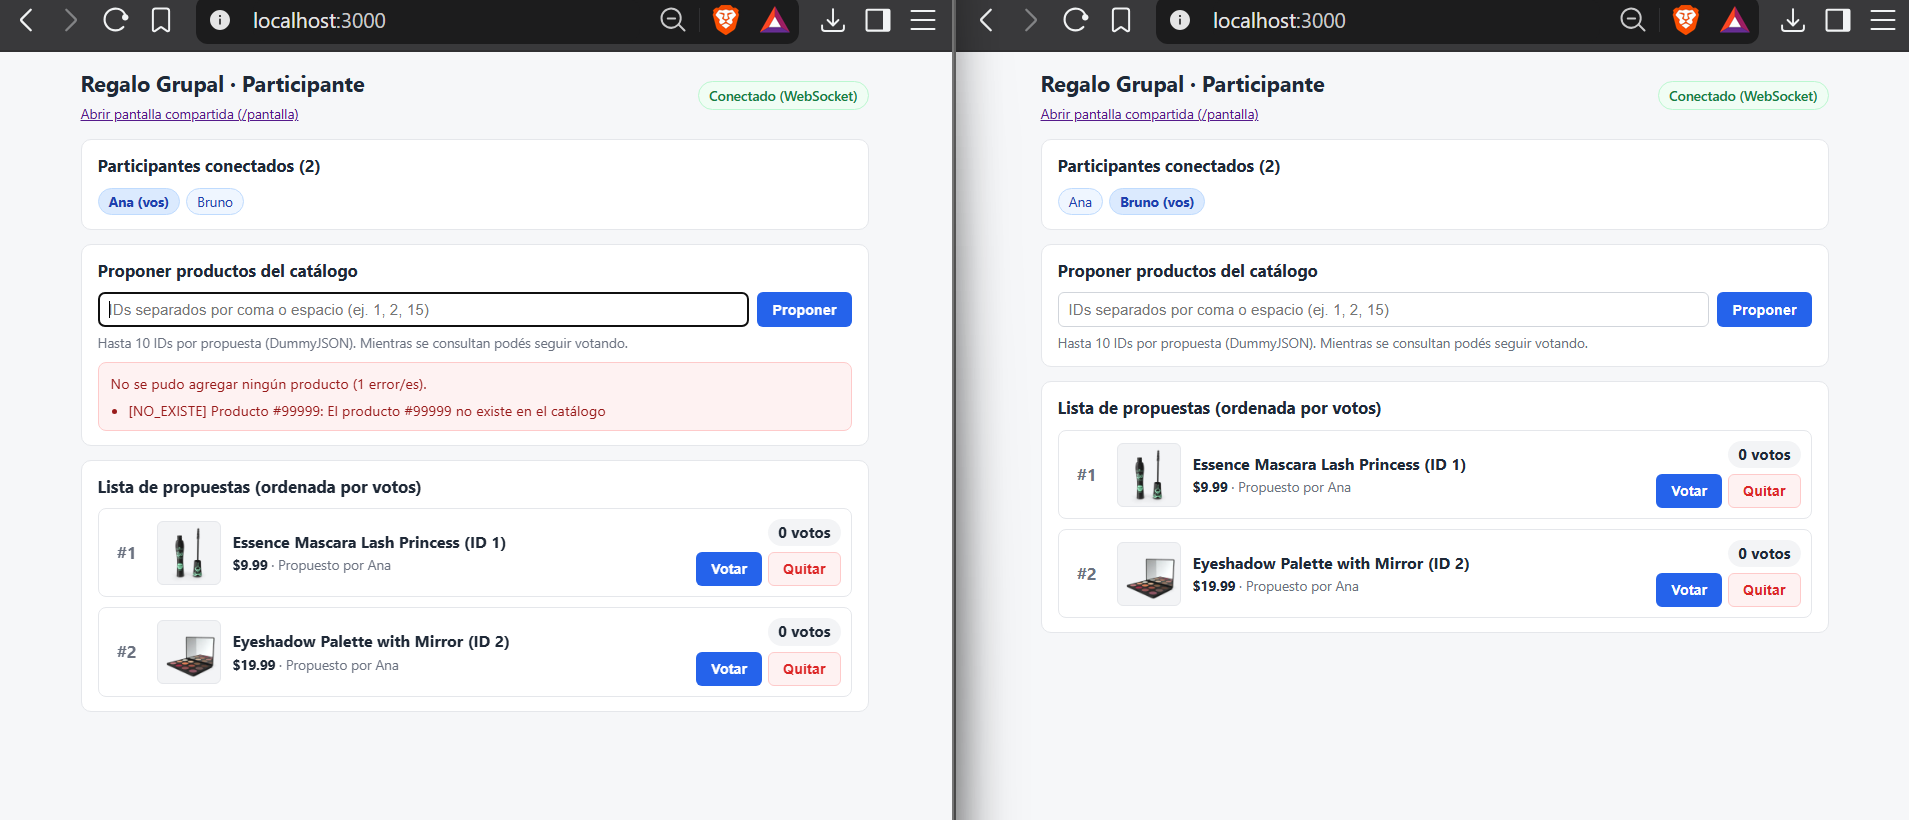 localhost:3000
Regalo Grupal · Participante
Conectado (WebSocket)
Abrir pantalla compartida (/pantalla)
Participantes conectados (2)
Ana (vos) Bruno
Proponer productos del catálogo
IDs separados por coma o espacio (ej. 1, 2, 15) Proponer
Hasta 10 IDs por propuesta (DummyJSON). Mientras se consultan podés seguir votando.
No se pudo agregar ningún producto (1 error/es).
• [NO_EXISTE] Producto #99999: El producto #99999 no existe en el catálogo
Lista de propuestas (ordenada por votos)
#1
Essence Mascara Lash Princess (ID 1)
$9.99 · Propuesto por Ana
0 votos
Votar Quitar
#2
Eyeshadow Palette with Mirror (ID 2)
$19.99 · Propuesto por Ana
0 votos
Votar Quitar
localhost:3000
Regalo Grupal · Participante
Conectado (WebSocket)
Abrir pantalla compartida (/pantalla)
Participantes conectados (2)
Ana Bruno (vos)
Proponer productos del catálogo
IDs separados por coma o espacio (ej. 1, 2, 15) Proponer
Hasta 10 IDs por propuesta (DummyJSON). Mientras se consultan podés seguir votando.
Lista de propuestas (ordenada por votos)
#1
Essence Mascara Lash Princess (ID 1)
$9.99 · Propuesto por Ana
0 votos
Votar Quitar
#2
Eyeshadow Palette with Mirror (ID 2)
$19.99 · Propuesto por Ana
0 votos
Votar Quitar